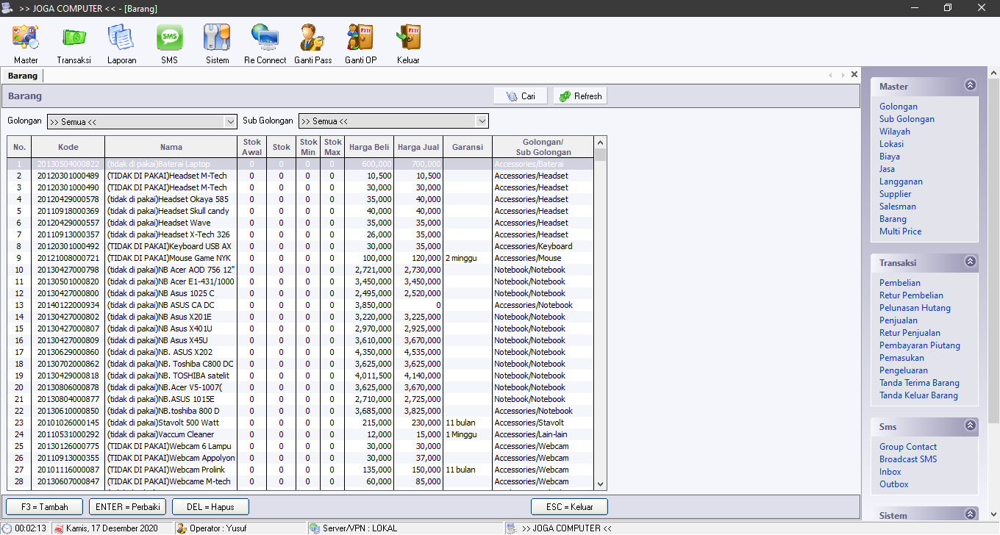 >> JOGA COMPUTER << - [Barang]
Master Transaksi Laporan SMS Sistem Re Connect Ganti Pass Ganti OP Keluar
Barang
Barang Cari Refresh
Golongan >> Semua << Sub Golongan >> Semua <<
No. Kode Nama Stok Awal Stok Stok Min Stok Max Harga Beli Harga Jual Garansi Golongan/ Sub Golongan
1 20130504000822 (tidak di pakai)Baterai Laptop 0 0 0 0 600,000 700,000 Accessories/Baterai
2 20120301000489 (TIDAK DI PAKAI)Headset M-Tech 0 0 0 0 10,500 10,500 Accessories/Headset
3 20120301000490 (TIDAK DI PAKAI)Headset M-Tech 0 0 0 0 30,000 30,000 Accessories/Headset
4 20120429000578 (tidak di pakai)Headset Okaya 585 0 0 0 0 35,000 40,000 Accessories/Headset
5 20110918000369 (tidak di pakai)Headset Skull candy 0 0 0 0 40,000 40,000 Accessories/Headset
6 20120429000557 (tidak di pakai)Headset Wave 0 0 0 0 35,000 35,000 Accessories/Headset
7 20110913000357 (tidak di pakai)Headset X-Tech 326 0 0 0 0 26,000 35,000 Accessories/Headset
8 20120301000492 (TIDAK DI PAKAI)Keyboard USB AX 0 0 0 0 30,000 35,000 Accessories/Keyboard
9 20121008000721 (TIDAK DI PAKAI)Mouse Game NYK 0 0 0 0 100,000 120,000 2 minggu Accessories/Mouse
10 20130427000798 (tidak di pakai)NB Acer AOD 756 12" 0 0 0 0 2,721,000 2,730,000 Notebook/Notebook
11 20130501000820 (tidak di pakai)NB Acer E1-431/1000 0 0 0 0 3,450,000 3,450,000 Notebook/Notebook
12 20130427000800 (tidak di pakai)NB Asus 1025 C 0 0 0 0 2,495,000 2,520,000 Notebook/Notebook
13 20140122000934 (tidak di pakai)NB ASUS CA DC 0 0 0 0 3,850,000 0 Accessories/Notebook
14 20130427000802 (tidak di pakai)NB Asus X201E 0 0 0 0 3,220,000 3,225,000 Notebook/Notebook
15 20130427000807 (tidak di pakai)NB Asus X401U 0 0 0 0 2,970,000 2,925,000 Notebook/Notebook
16 20130427000809 (tidak di pakai)NB Asus X45U 0 0 0 0 3,610,000 3,670,000 Notebook/Notebook
17 20130629000860 (tidak di pakai)NB. ASUS X202 0 0 0 0 4,350,000 4,535,000 Notebook/Notebook
18 20130702000862 (tidak di pakai)NB. Toshiba C800 DC 0 0 0 0 3,625,000 3,625,000 Notebook/Notebook
19 20130429000818 (tidak di pakai)NB. TOSHIBA satelit 0 0 0 0 4,011,500 4,140,000 Notebook/Notebook
20 20130806000878 (tidak di pakai)NB.Acer V5-1007( 0 0 0 0 3,625,000 3,670,000 Notebook/Notebook
21 20130804000877 (tidak di pakai)NB.ASUS 1015E 0 0 0 0 2,710,000 2,725,000 Notebook/Notebook
22 20130610000850 (tidak di pakai)NB.toshiba 800 D 0 0 0 0 3,685,000 3,825,000 Accessories/Notebook
23 20101026000145 (tidak di pakai)Stavolt 500 Watt 0 0 0 0 215,000 230,000 11 bulan Accessories/Stavolt
24 20110531000292 (tidak di pakai)Vaccum Cleaner 0 0 0 0 12,000 15,000 1 Minggu Accessories/Lain-lain
25 20130126000775 (TIDAK DI PAKAI)Webcam 6 Lampu 0 0 0 0 30,000 30,000 Accessories/Webcam
26 20110913000355 (TIDAK DI PAKAI)Webcam Appolyon 0 0 0 0 30,000 37,000 Accessories/Webcam
27 20101116000087 (TIDAK DI PAKAI)Webcam Prolink 0 0 0 0 135,000 150,000 11 bulan Accessories/Webcam
28 20130607000847 (TIDAK DI PAKAI)Webcame M-tech 0 0 0 0 60,000 85,000 Accessories/Webcam
F3 = Tambah ENTER = Perbaiki DEL = Hapus ESC = Keluar
Master
Golongan
Sub Golongan
Wilayah
Lokasi
Biaya
Jasa
Langganan
Supplier
Salesman
Barang
Multi Price
Transaksi
Pembelian
Retur Pembelian
Pelunasan Hutang
Penjualan
Retur Penjualan
Pembayaran Piutang
Pemasukan
Pengeluaran
Tanda Terima Barang
Tanda Keluar Barang
Sms
Group Contact
Broadcast SMS
Inbox
Outbox
Sistem
00:02:13 Kamis, 17 Desember 2020 Operator : Yusuf Server/VPN : LOKAL >> JOGA COMPUTER <<